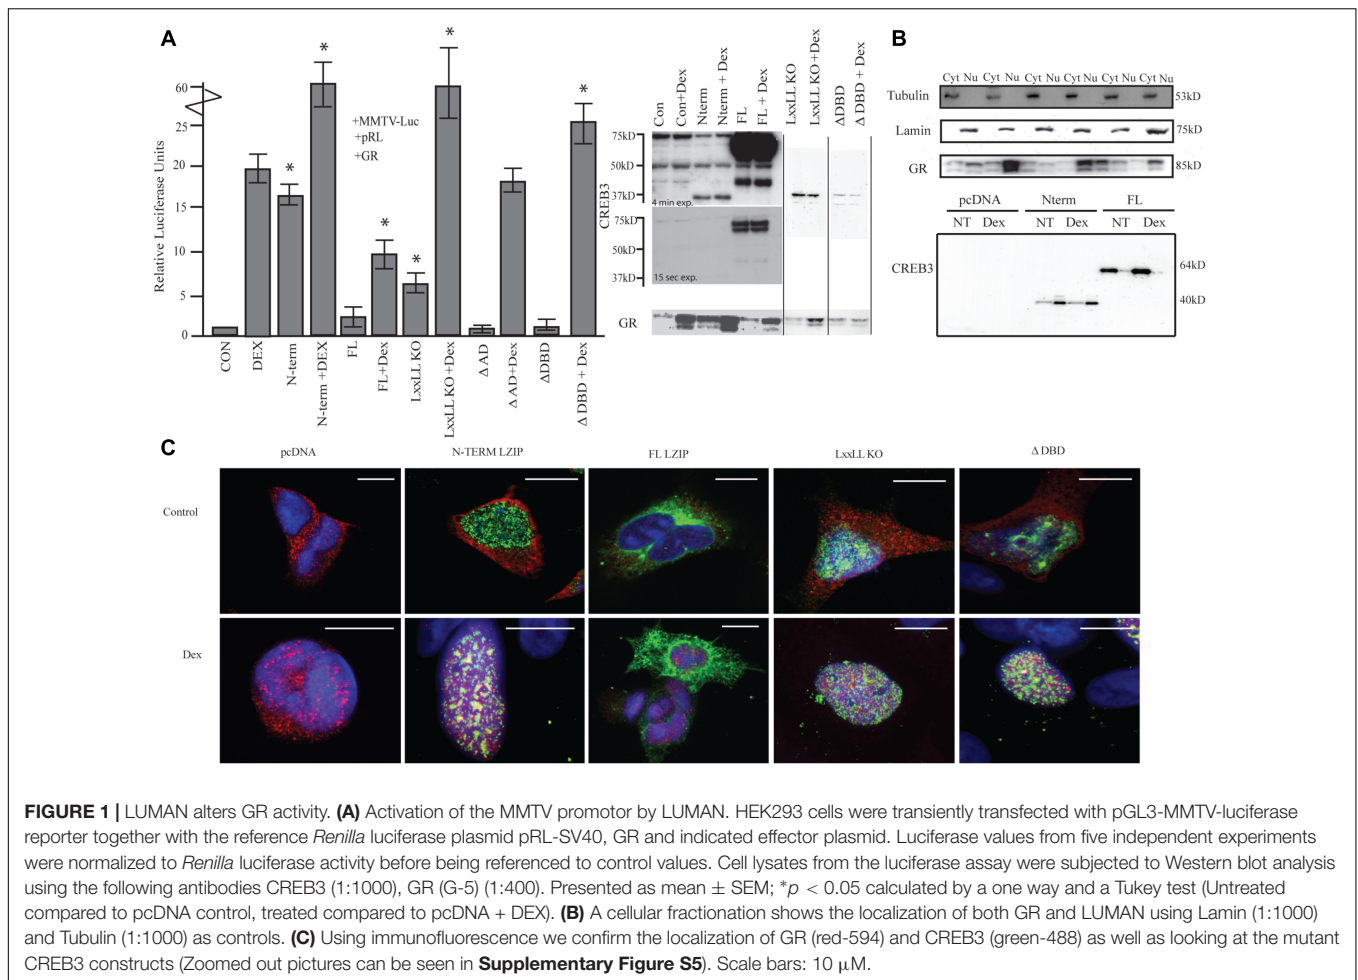 A
Relative Luciferase Units
60
25
20
15
10
5
0
+MMTV-Luc
+pRL
+GR
* * * * * * *
CON
DEX
N-term
N-term +DEX
FL
FL+Dex
LxxLL KO
LxxLL KO +Dex
Δ AD
Δ AD+Dex
ΔDBD
Δ DBD + Dex
Con
Con+Dex
Nterm
Nterm + Dex
FL
FL + Dex
LxxLL KO
LxxLL KO+Dex
ΔDBD
Δ DBD + Dex
CREB3
75kD
50kD
37kD
4 min exp.
75kD
50kD
37kD
15 sec exp.
GR
B
Cyt Nu Cyt Nu Cyt Nu Cyt Nu Cyt Nu Cyt Nu
Tubulin 53kD
Lamin 75kD
GR 85kD
pcDNA Nterm FL
NT Dex NT Dex NT Dex
CREB3 64kD
40kD
C
pcDNA N-TERM LZIP FL LZIP LxxLL KO Δ DBD
Control
Dex
FIGURE 1 | LUMAN alters GR activity. (A) Activation of the MMTV promotor by LUMAN. HEK293 cells were transiently transfected with pGL3-MMTV-luciferase
reporter together with the reference Renilla luciferase plasmid pRL-SV40, GR and indicated effector plasmid. Luciferase values from five independent experiments
were normalized to Renilla luciferase activity before being referenced to control values. Cell lysates from the luciferase assay were subjected to Western blot analysis
using the following antibodies CREB3 (1:1000), GR (G-5) (1:400). Presented as mean ± SEM; *p < 0.05 calculated by a one way and a Tukey test (Untreated
compared to pcDNA control, treated compared to pcDNA + DEX). (B) A cellular fractionation shows the localization of both GR and LUMAN using Lamin (1:1000)
and Tubulin (1:1000) as controls. (C) Using immunofluorescence we confirm the localization of GR (red-594) and CREB3 (green-488) as well as looking at the mutant
CREB3 constructs (Zoomed out pictures can be seen in Supplementary Figure S5). Scale bars: 10 μM.